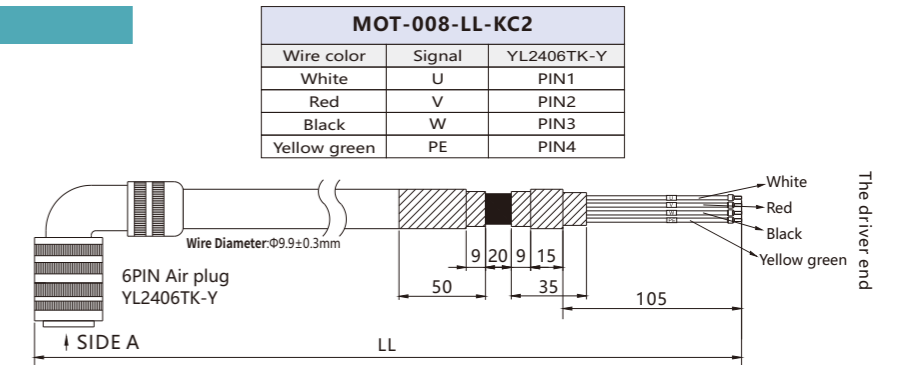 MOT-008-LL-KC2
Wire color Signal YL2406TK-Y
White U PIN1
Red V PIN2
Black W PIN3
Yellow green PE PIN4
White
Red
Black
Yellow green
The driver end
Wire Diameter:Φ9.9±0.3mm
6PIN Air plug
YL2406TK-Y
9 20 9 15
50 35
105
SIDE A
LL